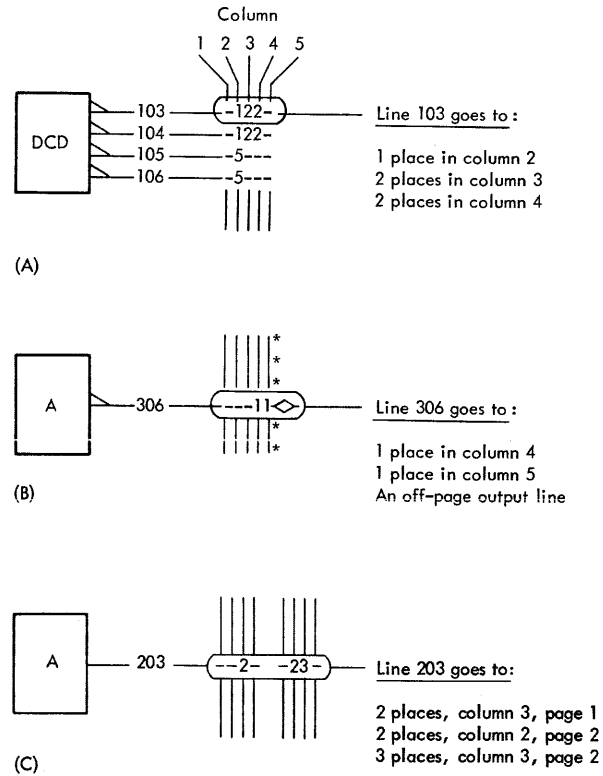 Column
1 2 3 4 5
DCD
103 -122- Line 103 goes to:
104 -122-
105 -5---
106 -5---
1 place in column 2
2 places in column 3
2 places in column 4
(A)
*
*
*
A 306 ---11◇- Line 306 goes to:
*
*
1 place in column 4
1 place in column 5
An off-page output line
(B)
A 203 --2- -23- Line 203 goes to:
2 places, column 3, page 1
2 places, column 2, page 2
3 places, column 3, page 2
(C)